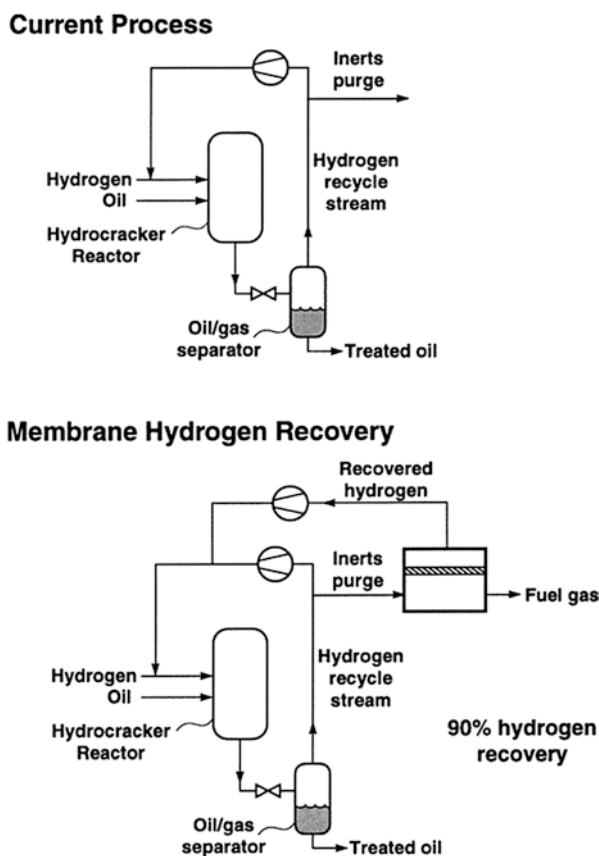 Current Process
Inerts
purge
Hydrogen
recycle
stream
Hydrogen
Oil
Hydrocracker
Reactor
Oil/gas
separator
Treated oil
Membrane Hydrogen Recovery
Recovered
hydrogen
Inerts
purge
Fuel gas
Hydrogen
recycle
stream
Hydrogen
Oil
Hydrocracker
Reactor
90% hydrogen
recovery
Oil/gas
separator
Treated oil